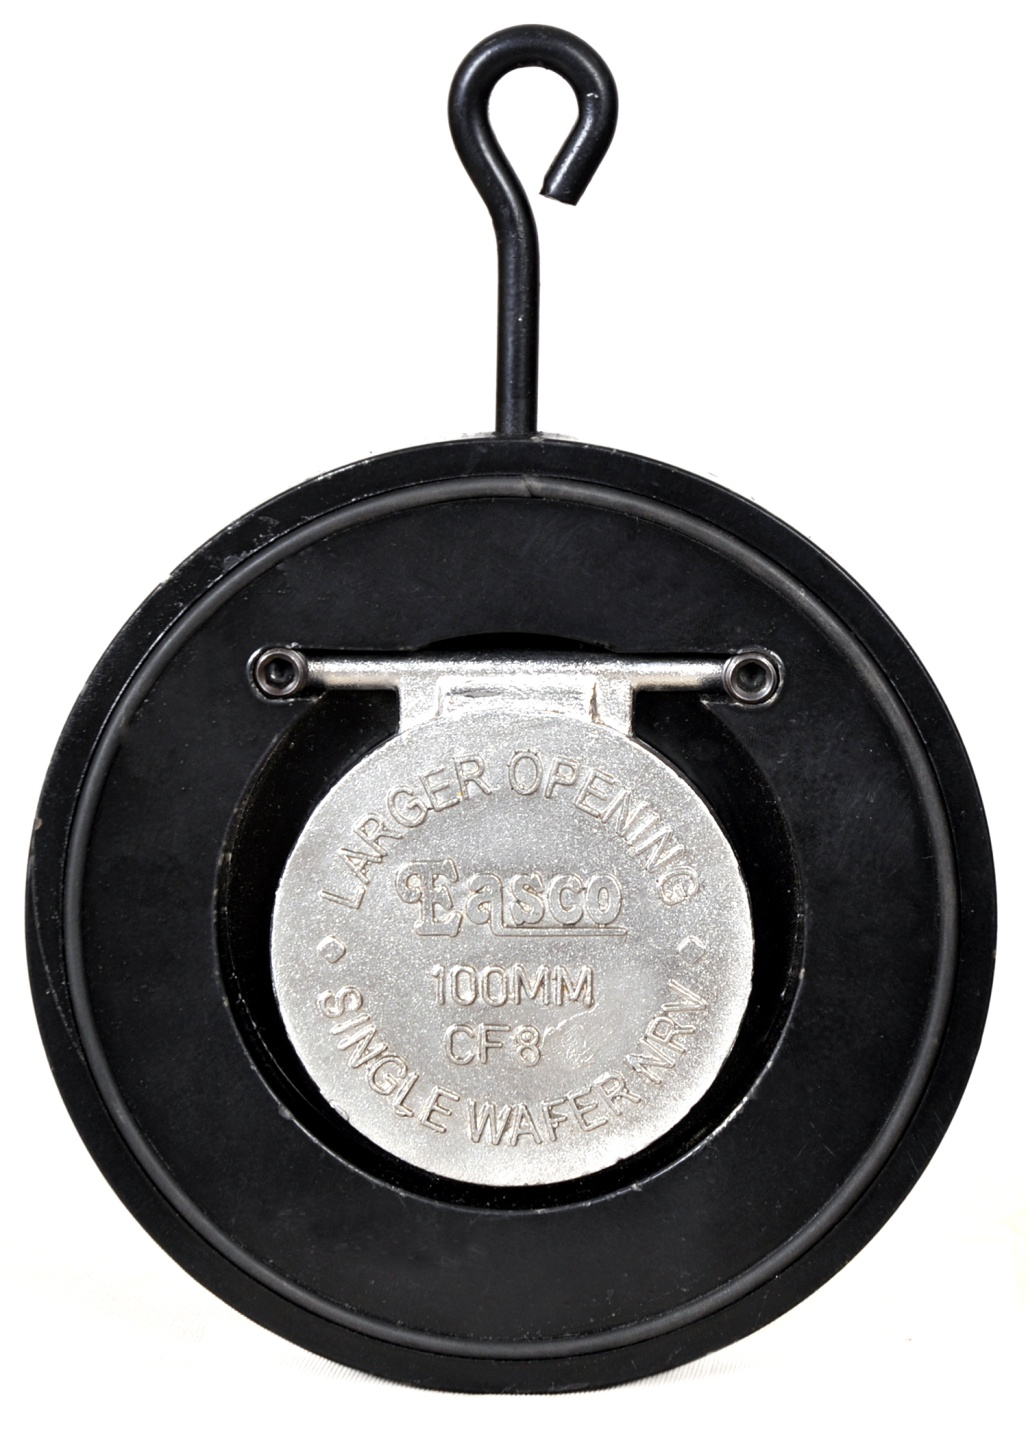 LARGER OPENING
Easco
100MM
CF8
SINGLE WAFER NRV